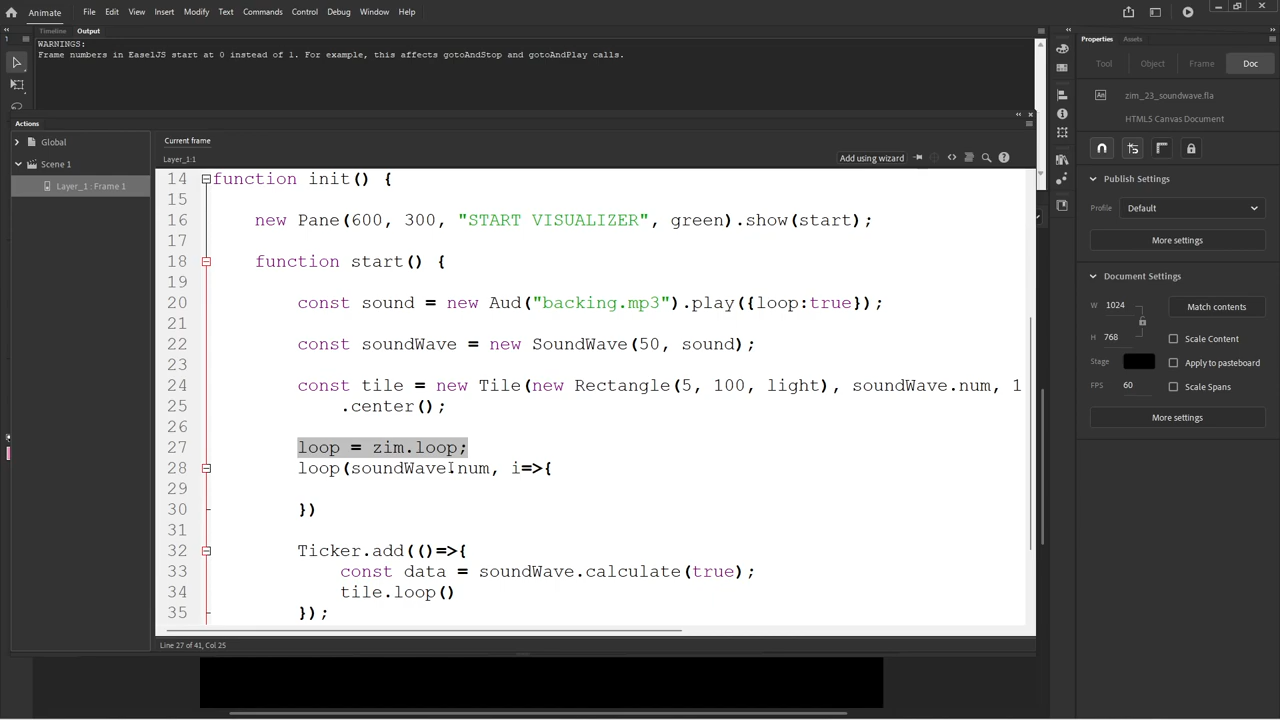 Animate File Edit View Insert Modify Text Commands Control Debug Window Help
Timeline Output
WARNINGS:
Frame numbers in EaselJS start at 0 instead of 1. For example, this affects gotoAndStop and gotoAndPlay calls.
Actions
Global
Scene 1
Layer_1 : Frame 1
Current frame
Layer_1:1
Add using wizard
14 function init() {
15
16 new Pane(600, 300, "START VISUALIZER", green).show(start);
17
18 function start() {
19
20 const sound = new Aud("backing.mp3").play({loop:true});
21
22 const soundWave = new SoundWave(50, sound);
23
24 const tile = new Tile(new Rectangle(5, 100, light), soundWave.num, 1
25 .center();
26
27 loop = zim.loop;
28 loop(soundWave.num, i=>{
29
30 })
31
32 Ticker.add(()=>{
33 const data = soundWave.calculate(true);
34 tile.loop()
35 });
Line 27 of 41, Col 25
Properties Assets
Tool Object Frame Doc
An zim_23_soundwave.fla
HTML5 Canvas Document
Publish Settings
Profile Default
More settings
Document Settings
W 1024 Match contents
H 768 Scale Content
Stage Apply to pasteboard
FPS 60 Scale Spans
More settings